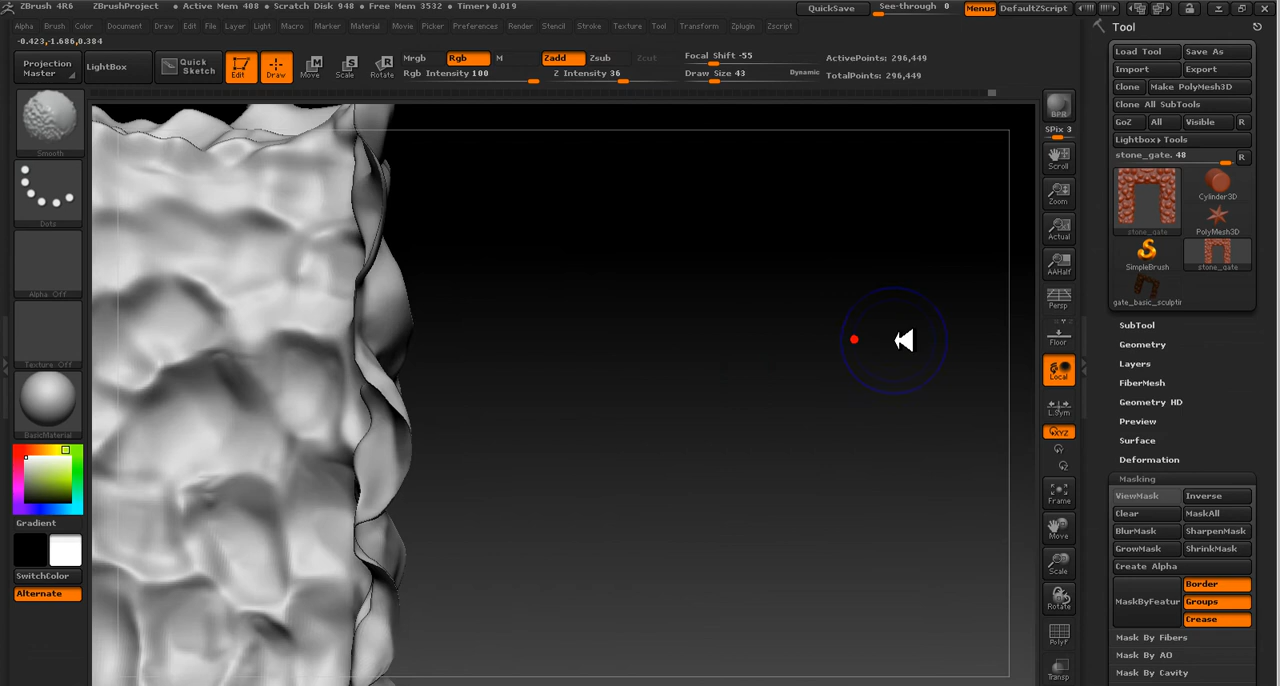 ZBrush 4R6 ZBrushProject • Active Mem 408 • Scratch Disk 948 • Free Mem 3532 • Timer▸0.019 QuickSave See-through 0 Menus DefaultZScript
Alpha Brush Color Document Draw Edit File Layer Light Macro Marker Material Movie Picker Preferences Render Stencil Stroke Texture Tool Transform Zplugin Zscript
-0.423,-1.686,0.384
Projection Master
LightBox
Quick Sketch
Edit
Draw
Move
Scale
Rotate
Mrgb Rgb M
Rgb Intensity 100
Zadd Zsub Zcut
Z Intensity 36
Focal Shift -55
Draw Size 43 Dynamic
ActivePoints: 296,449
TotalPoints: 296,449
Smooth
Dots
Alpha Off
Texture Off
BasicMaterial
Gradient
SwitchColor
Alternate
BPR
SPix 3
Scroll
Zoom
Actual
AAHalf
Persp
Floor
Local
L.Sym
XYZ
Frame
Move
Scale
Rotate
PolyF
Transp
Tool
Load Tool Save As
Import Export
Clone Make PolyMesh3D
Clone All SubTools
GoZ All Visible R
Lightbox▸Tools
stone_gate. 48 R
stone_gate
Cylinder3D
PolyMesh3D
SimpleBrush
stone_gate
gate_basic_sculptir
SubTool
Geometry
Layers
FiberMesh
Geometry HD
Preview
Surface
Deformation
Masking
ViewMask Inverse
Clear MaskAll
BlurMask SharpenMask
GrowMask ShrinkMask
Create Alpha
MaskByFeatur
Border
Groups
Crease
Mask By Fibers
Mask By AO
Mask By Cavity